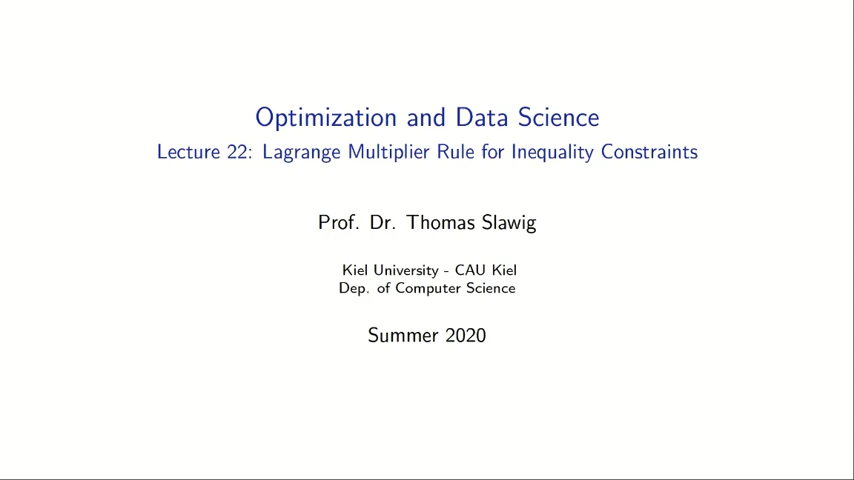 Optimization and Data Science
Lecture 22: Lagrange Multiplier Rule for Inequality Constraints
Prof. Dr. Thomas Slawig
Kiel University - CAU Kiel
Dep. of Computer Science
Summer 2020